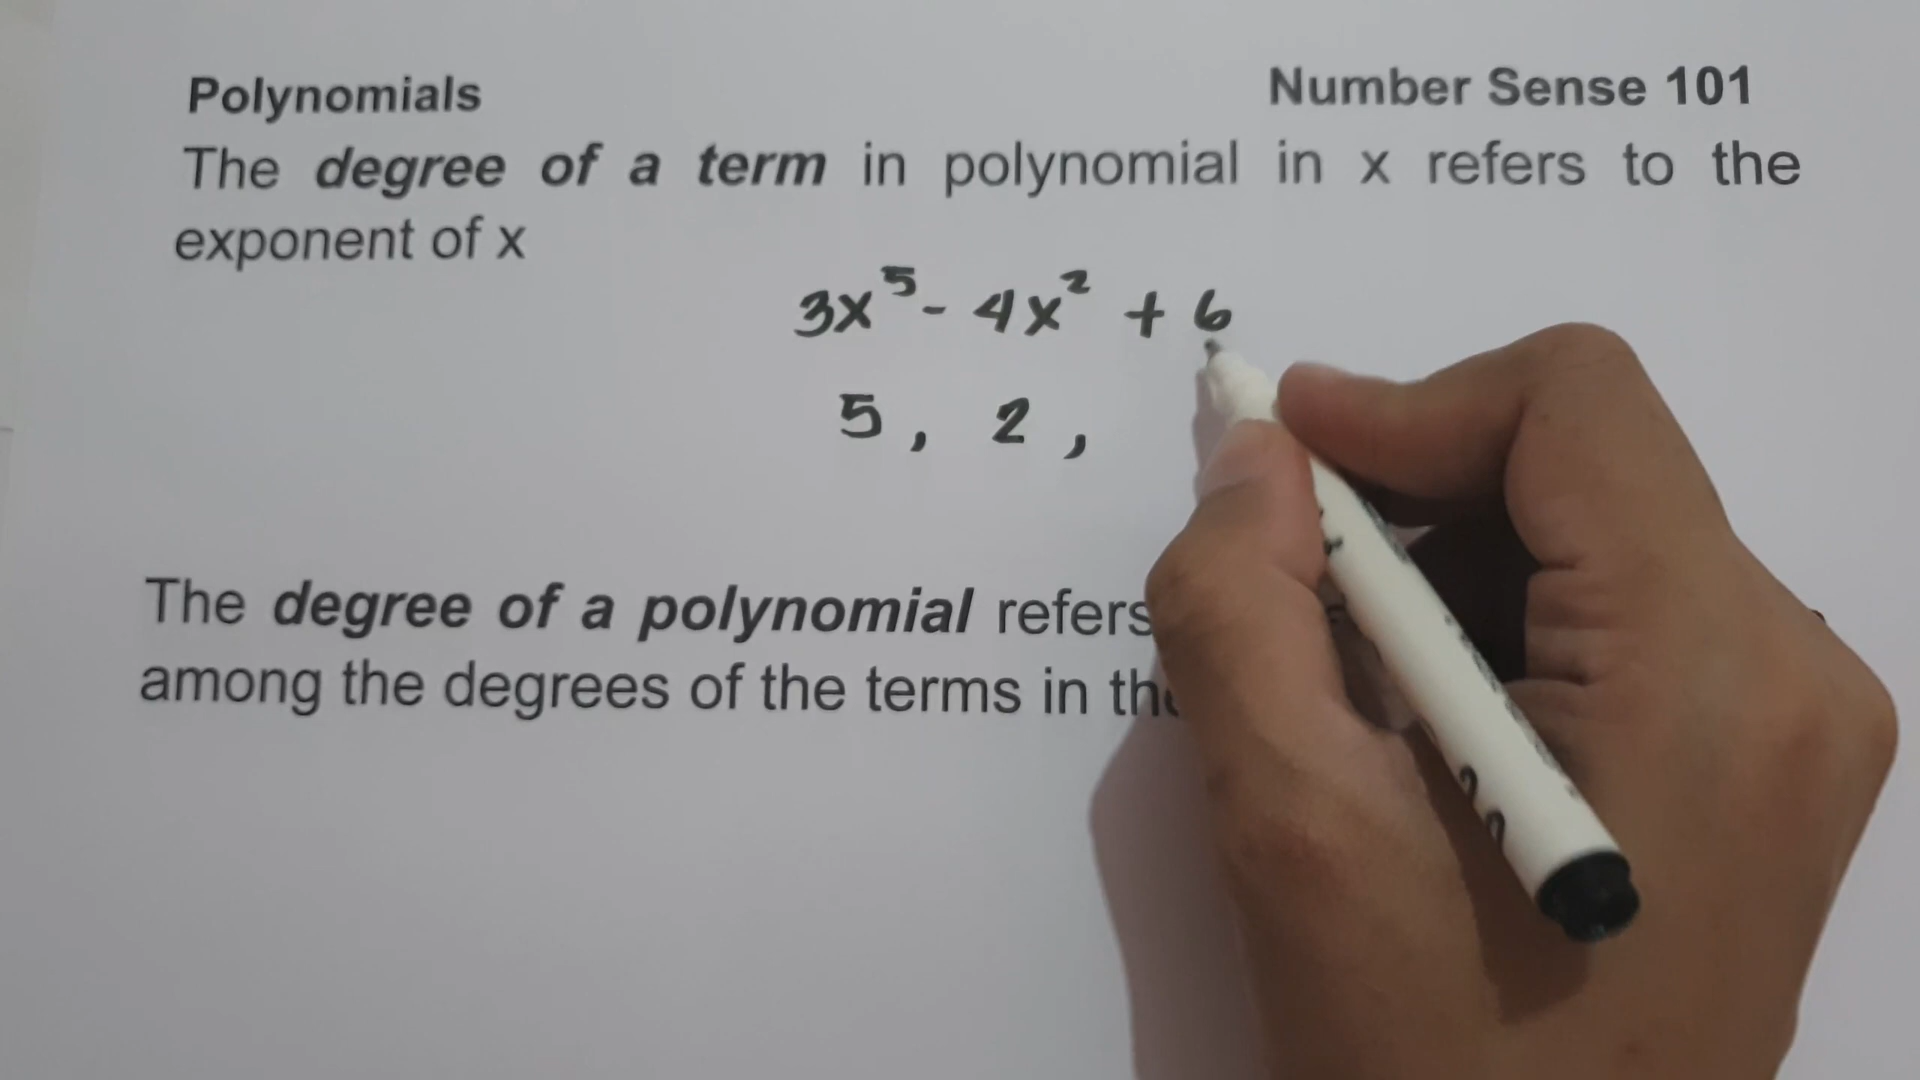 Polynomials Number Sense 101
The degree of a term in polynomial in x refers to the
exponent of x
3x⁵ - 4x² + 6
5 , 2 ,
The degree of a polynomial refers
among the degrees of the terms in